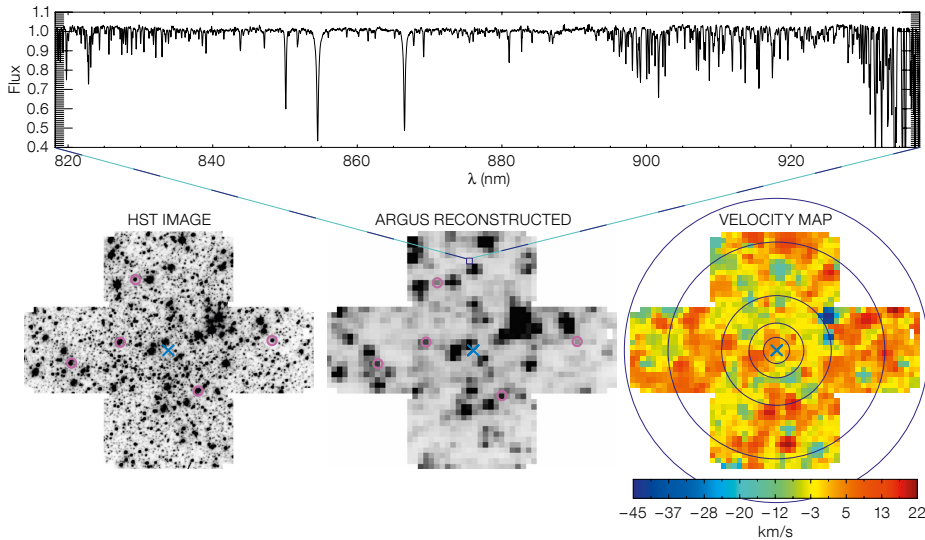 1.1
1.0
0.9
0.8
0.7
0.6
0.5
0.4
Flux
820 840 860 880 900 920
λ (nm)
HST IMAGE ARGUS RECONSTRUCTED VELOCITY MAP
−45 −37 −28 −20 −12 −3 5 13 22
km/s